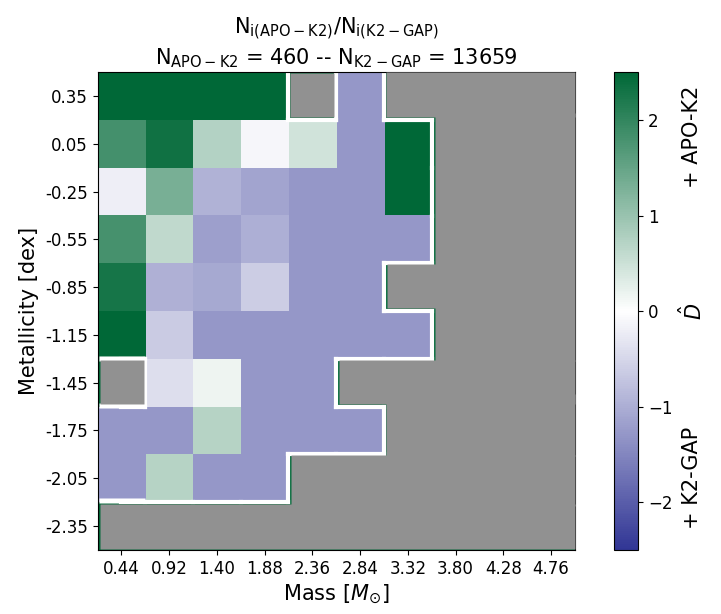 N_i(APO−K2)/N_i(K2−GAP)
N_APO−K2 = 460 -- N_K2−GAP = 13659
0.35
0.05
-0.25
-0.55
-0.85
-1.15
-1.45
-1.75
-2.05
-2.35
Metallicity [dex]
0.44 0.92 1.40 1.88 2.36 2.84 3.32 3.80 4.28 4.76
Mass [M☉]
2
1
0
−1
−2
+ APO-K2
D̂
+ K2-GAP